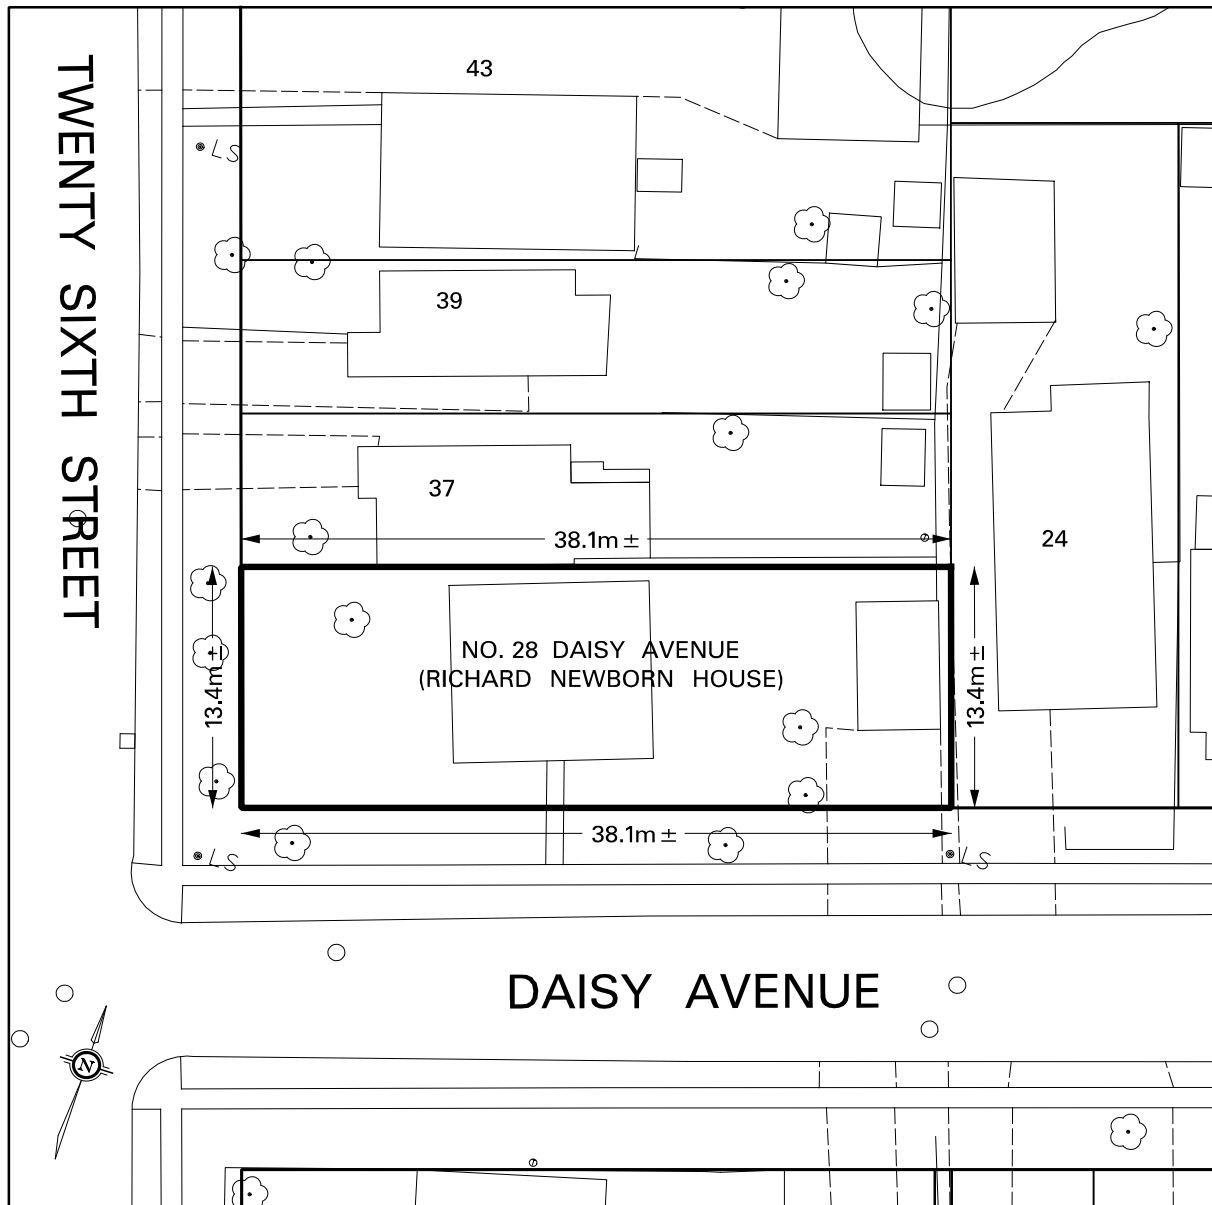 43
TWENTY SIXTH STREET
LS
39
37
38.1m ±
24
NO. 28 DAISY AVENUE
(RICHARD NEWBORN HOUSE)
13.4m ±
13.4m ±
38.1m ±
LS
LS
DAISY AVENUE
N